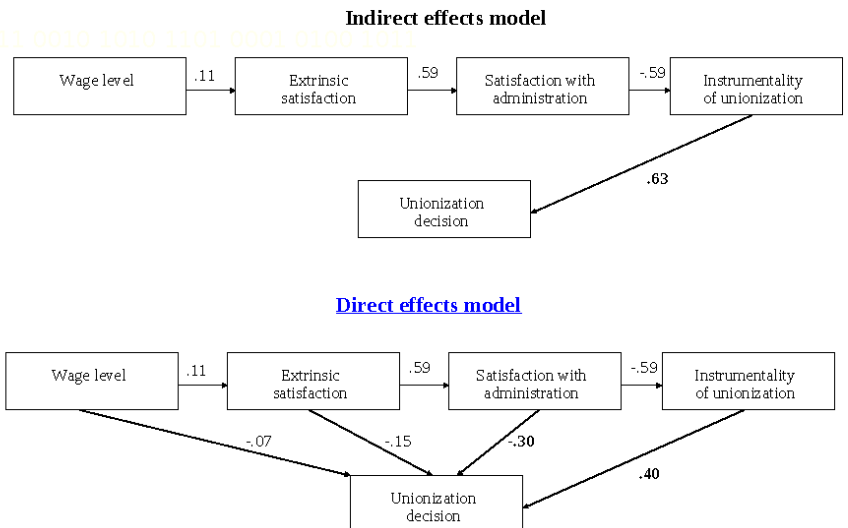 Indirect effects model
Wage level
.11
Extrinsic
satisfaction
.59
Satisfaction with
administration
-.59
Instrumentality
of unionization
.63
Unionization
decision
Direct effects model
Wage level
.11
Extrinsic
satisfaction
.59
Satisfaction with
administration
-.59
Instrumentality
of unionization
-.07
-.15
-.30
.40
Unionization
decision